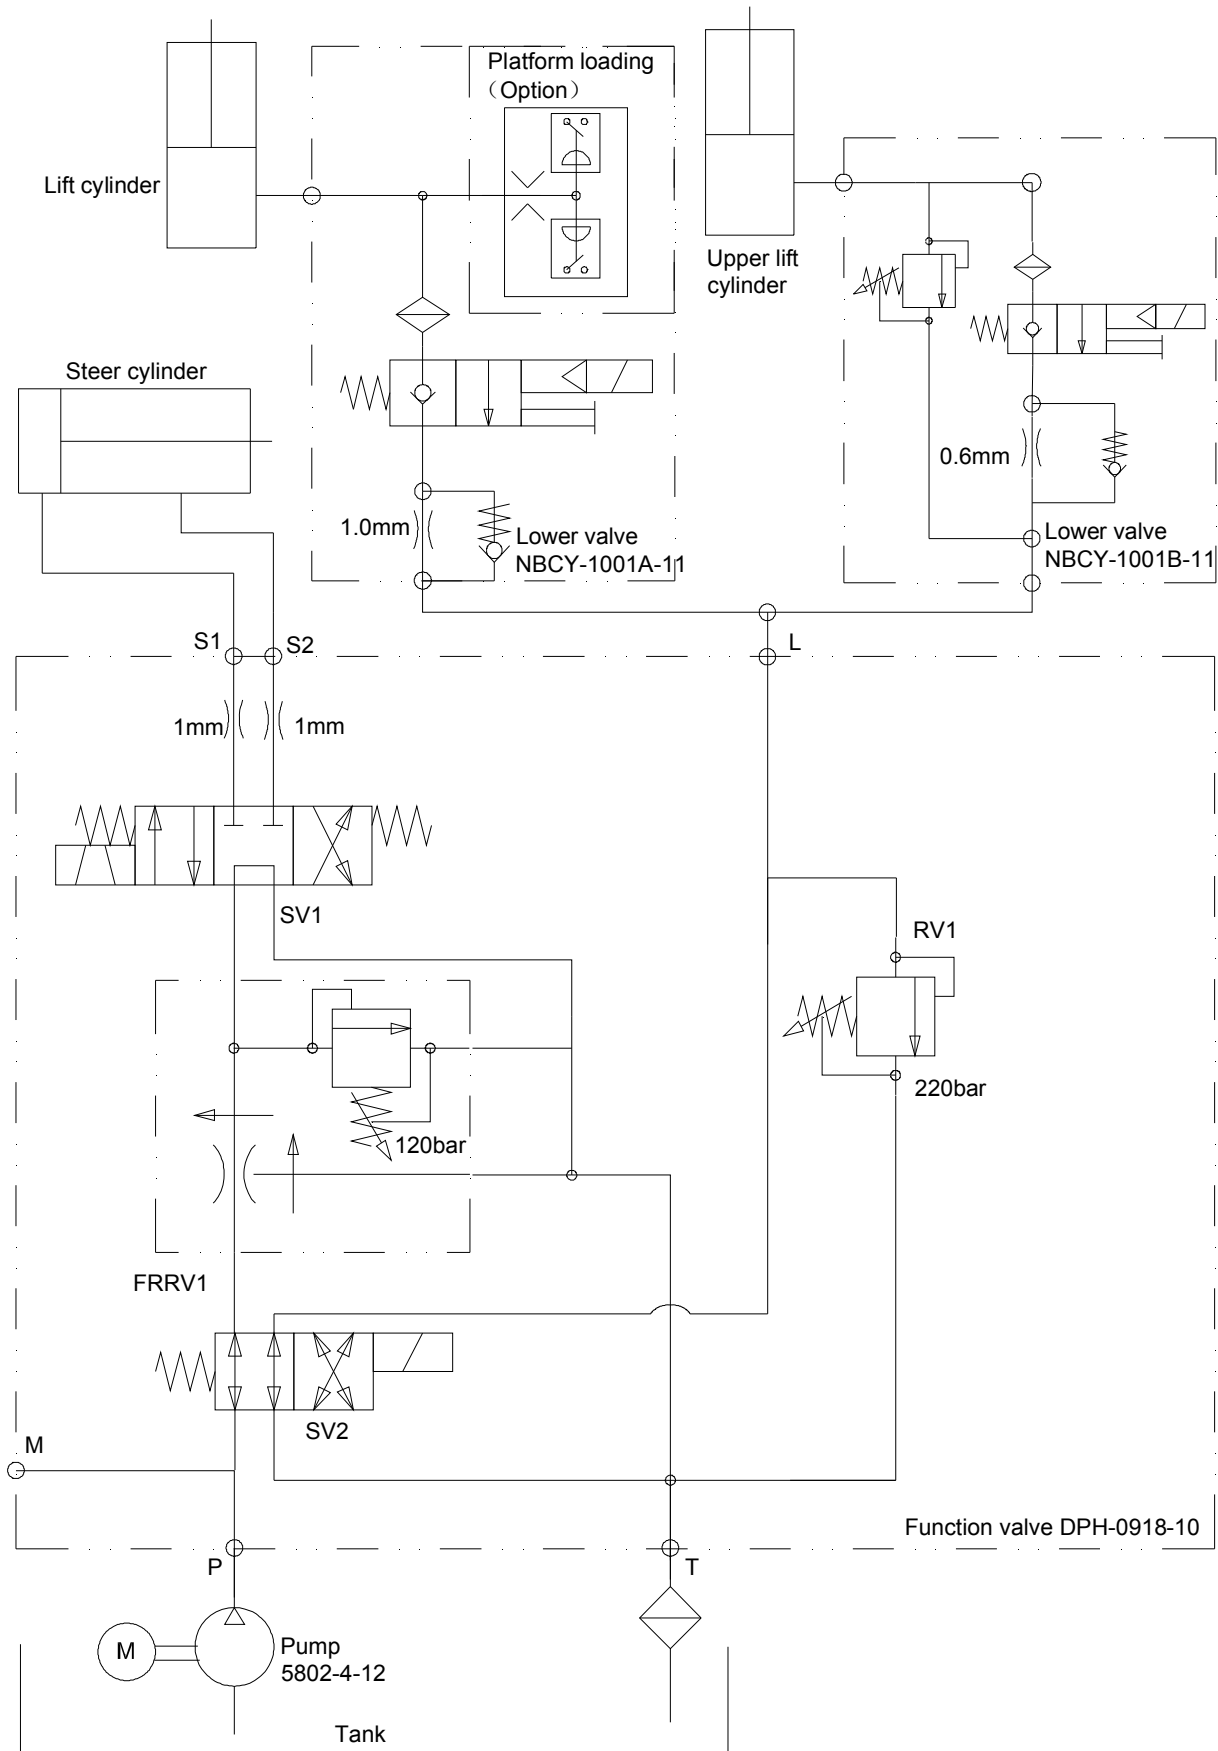 Platform loading
（Option）
Lift cylinder
Upper lift
cylinder
Steer cylinder
0.6mm
1.0mm
Lower valve
NBCY-1001A-11
Lower valve
NBCY-1001B-11
S1
S2
L
1mm
1mm
SV1
RV1
220bar
120bar
FRRV1
SV2
M
Function valve DPH-0918-10
P
T
M
Pump
5802-4-12
Tank